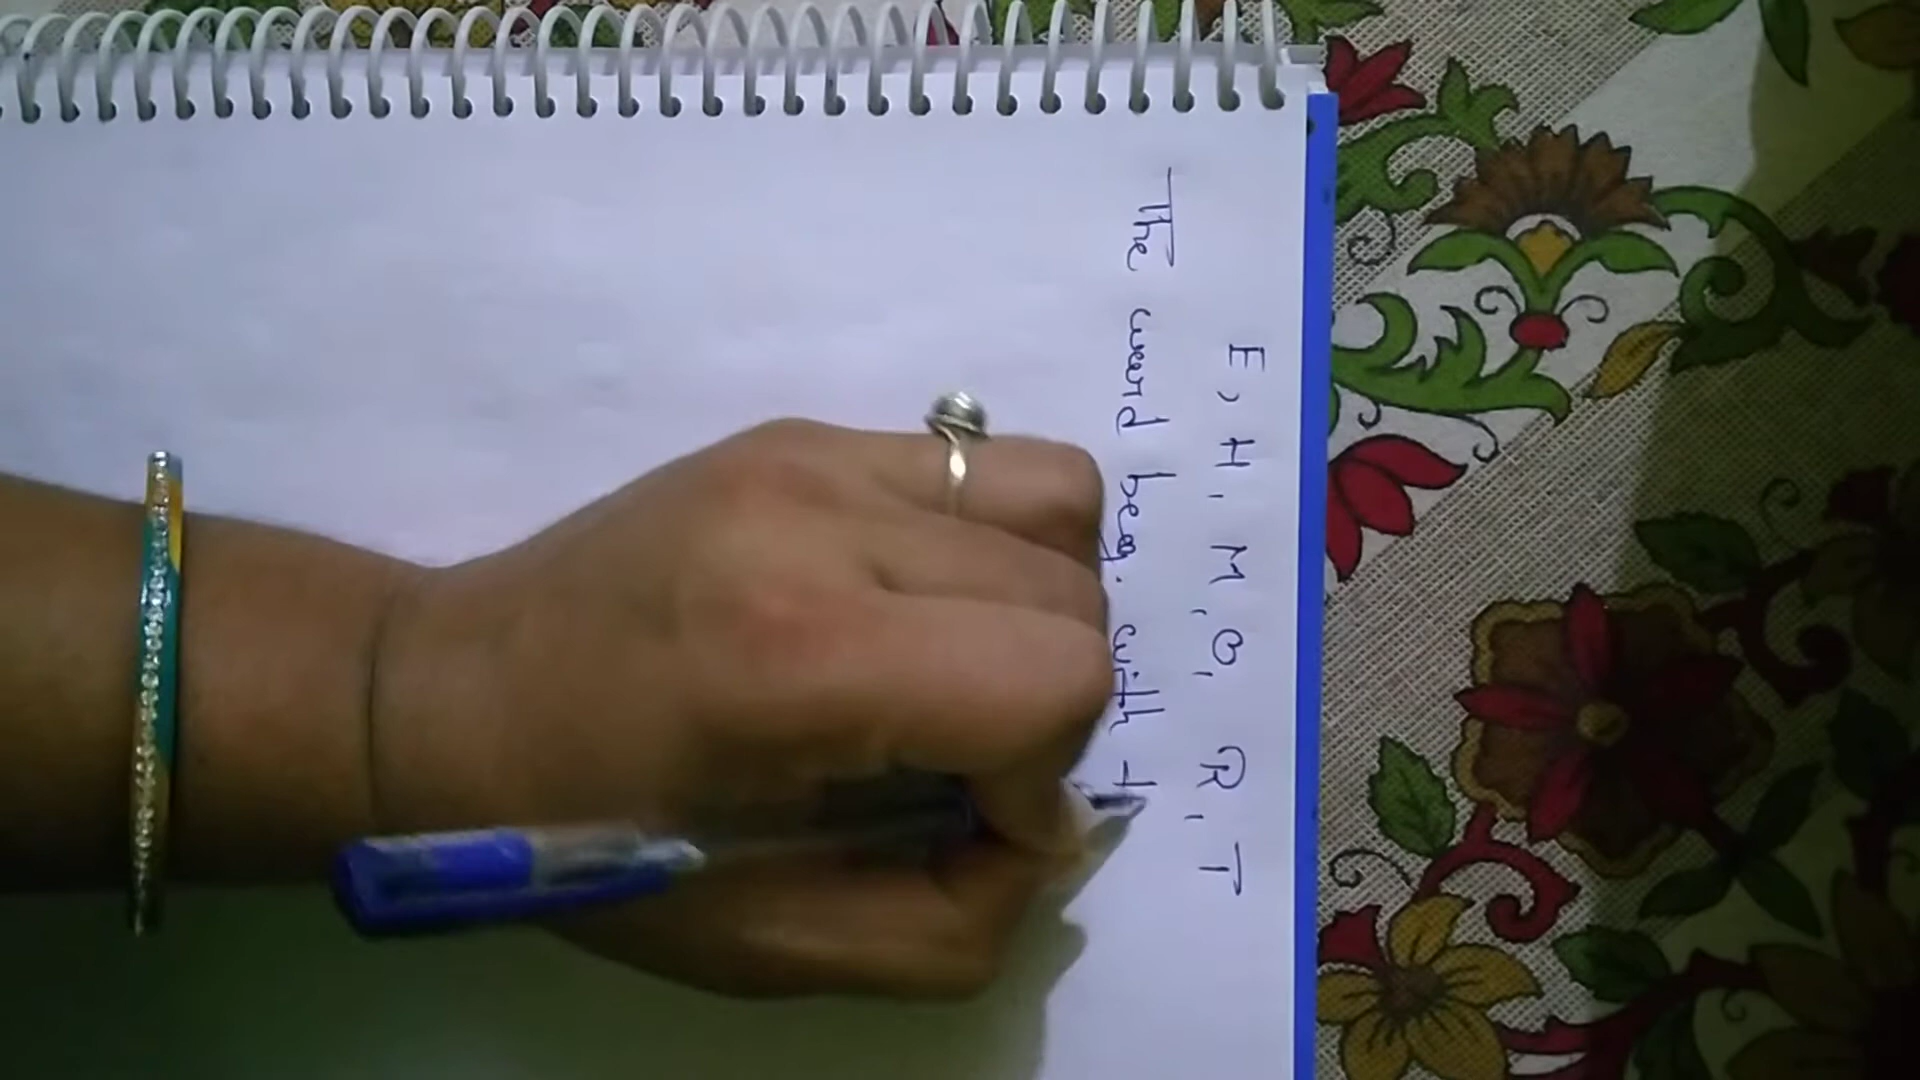 E, H, M, O, R, T
The word beg. with